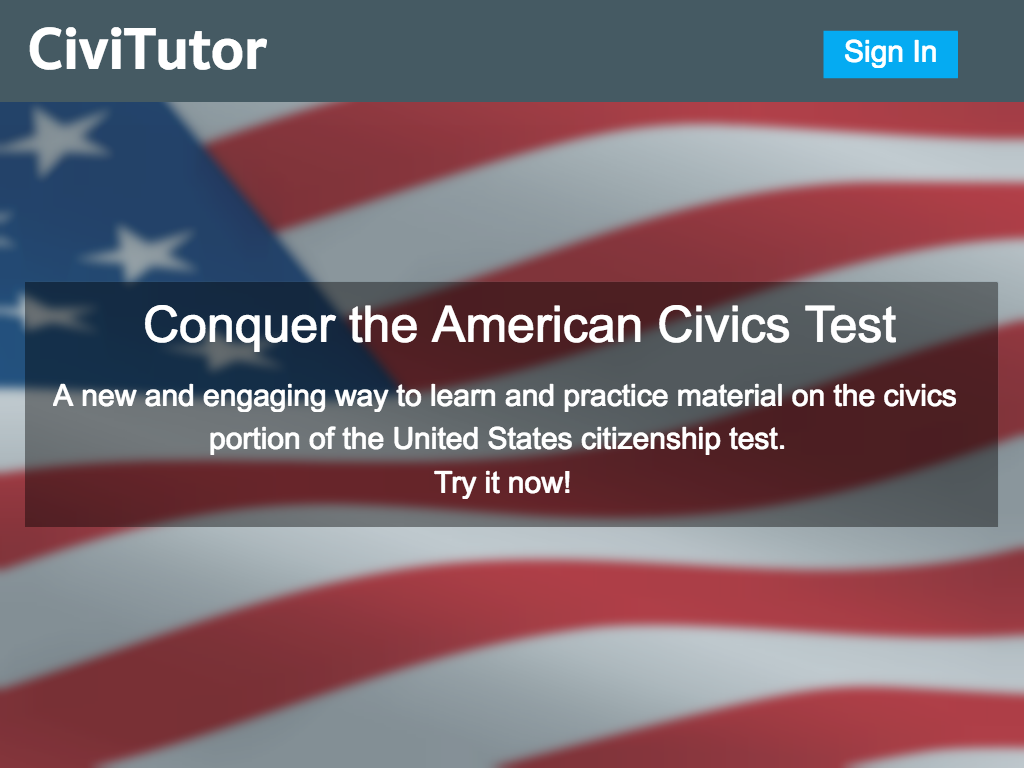 CiviTutor
Sign In
Conquer the American Civics Test
A new and engaging way to learn and practice material on the civics
portion of the United States citizenship test.
Try it now!